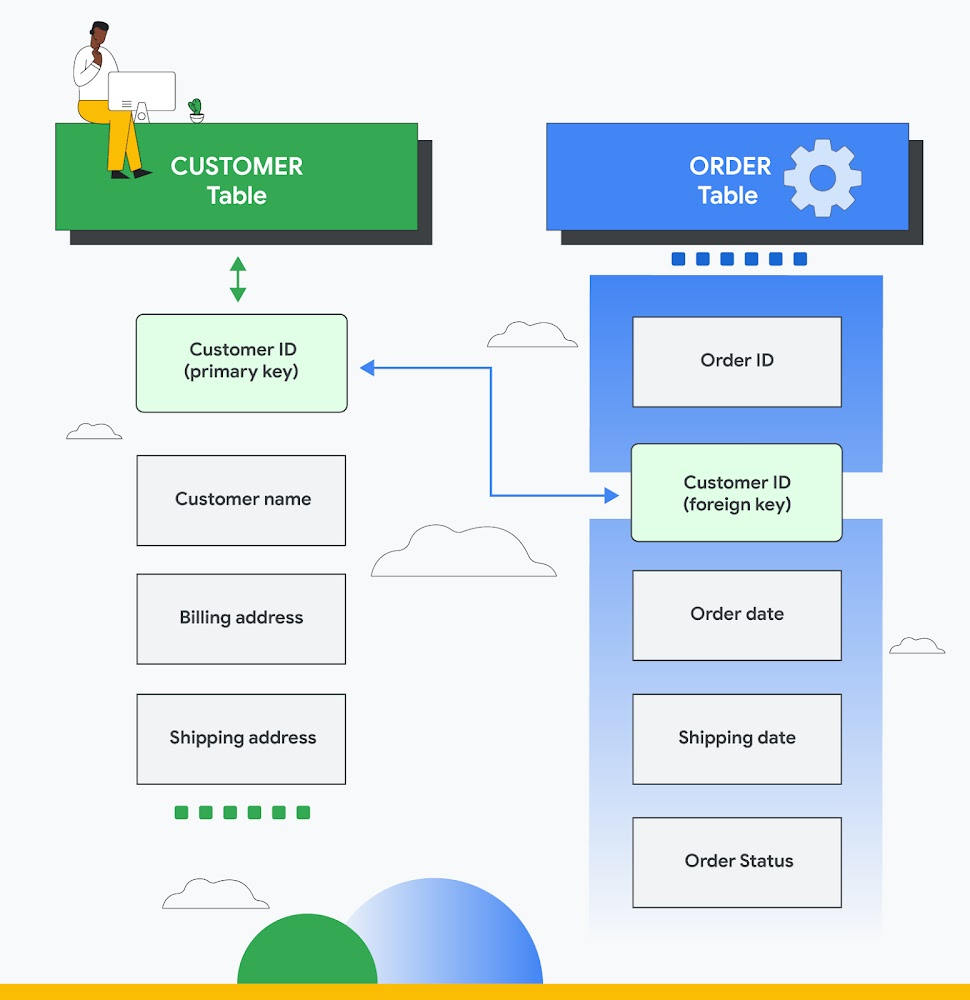 CUSTOMER
Table
Customer ID
(primary key)
Customer name
Billing address
Shipping address
ORDER
Table
Order ID
Customer ID
(foreign key)
Order date
Shipping date
Order Status